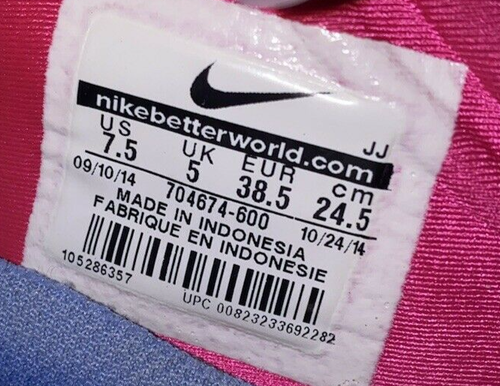 JJ
nikebetterworld.com
US UK EUR cm
7.5 5 38.5 24.5
09/10/14 704674-600 10/24/14
MADE IN INDONESIA
FABRIQUE EN INDONESIE
105286357
UPC 00823233692282